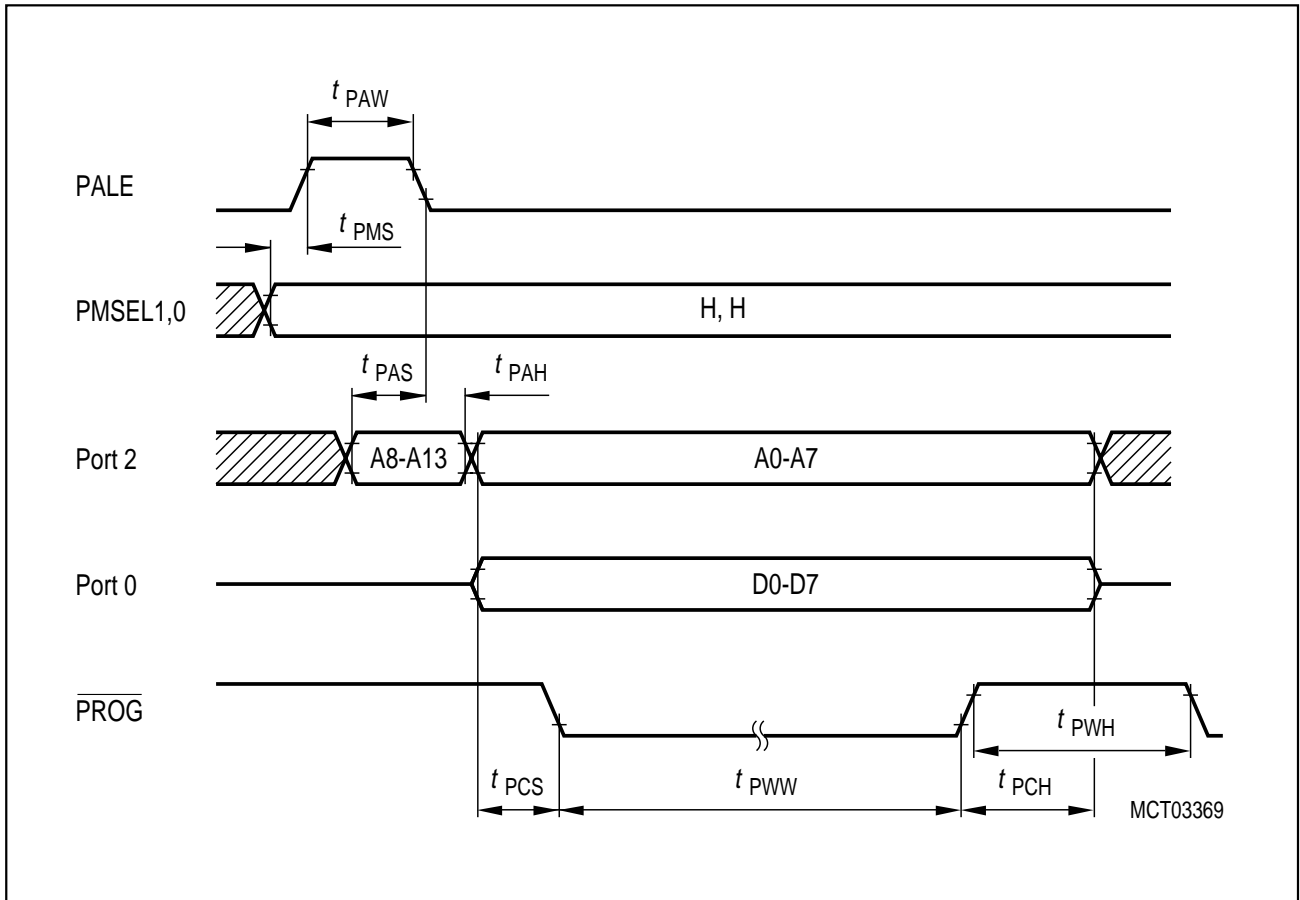 t PAW
PALE
t PMS
PMSEL1,0
H, H
t PAS
t PAH
Port 2
A8-A13
A0-A7
Port 0
D0-D7
PROG
t PWH
t PCS
t PWW
t PCH
MCT03369